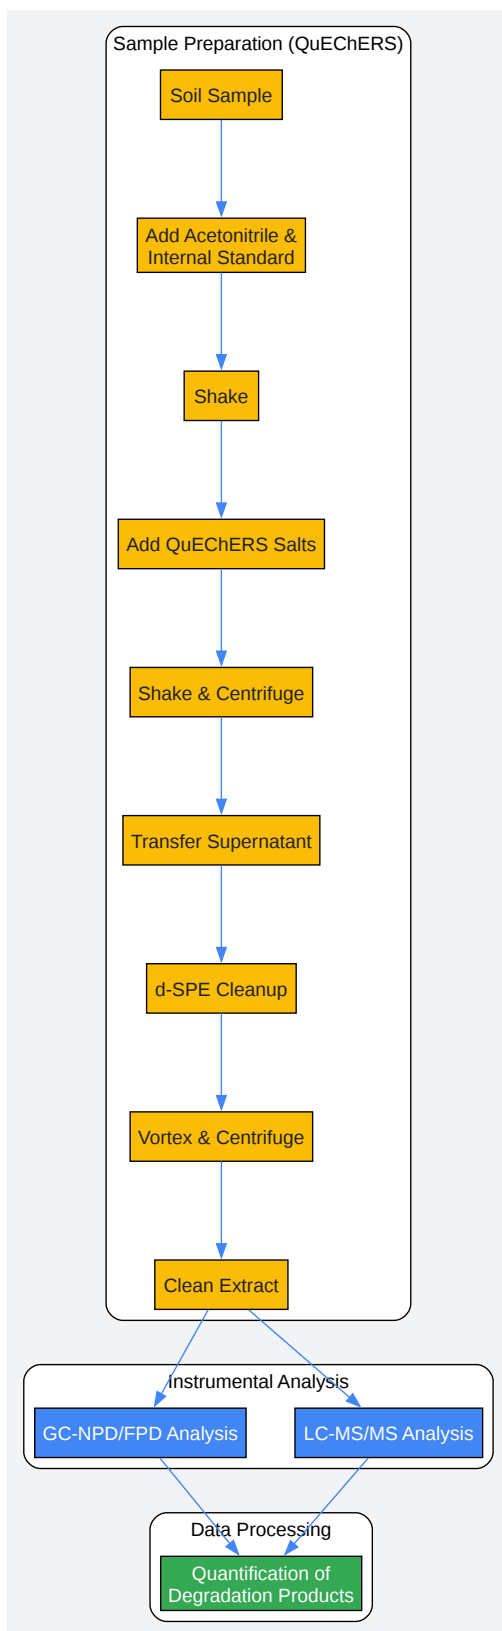 Sample Preparation (QuEChERS)
Soil Sample
Add Acetonitrile &
Internal Standard
Shake
Add QuEChERS Salts
Shake & Centrifuge
Transfer Supernatant
d-SPE Cleanup
Vortex & Centrifuge
Clean Extract
Instrumental Analysis
GC-NPD/FPD Analysis
LC-MS/MS Analysis
Data Processing
Quantification of
Degradation Products